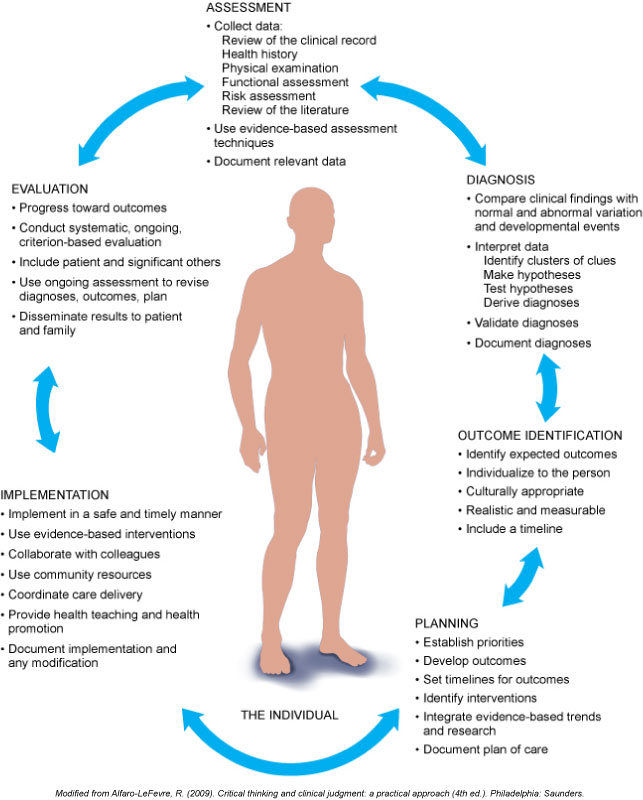 ASSESSMENT
• Collect data:
Review of the clinical record
Health history
Physical examination
Functional assessment
Risk assessment
Review of the literature
• Use evidence-based assessment
techniques
• Document relevant data
DIAGNOSIS
• Compare clinical findings with
normal and abnormal variation
and developmental events
• Interpret data
Identify clusters of clues
Make hypotheses
Test hypotheses
Derive diagnoses
• Validate diagnoses
• Document diagnoses
OUTCOME IDENTIFICATION
• Identify expected outcomes
• Individualize to the person
• Culturally appropriate
• Realistic and measurable
• Include a timeline
PLANNING
• Establish priorities
• Develop outcomes
• Set timelines for outcomes
• Identify interventions
• Integrate evidence-based trends
and research
• Document plan of care
IMPLEMENTATION
• Implement in a safe and timely manner
• Use evidence-based interventions
• Collaborate with colleagues
• Use community resources
• Coordinate care delivery
• Provide health teaching and health
promotion
• Document implementation and
any modification
EVALUATION
• Progress toward outcomes
• Conduct systematic, ongoing,
criterion-based evaluation
• Include patient and significant others
• Use ongoing assessment to revise
diagnoses, outcomes, plan
• Disseminate results to patient
and family
THE INDIVIDUAL
Modified from Alfaro-LeFevre, R. (2009). Critical thinking and clinical judgment: a practical approach (4th ed.). Philadelphia: Saunders.